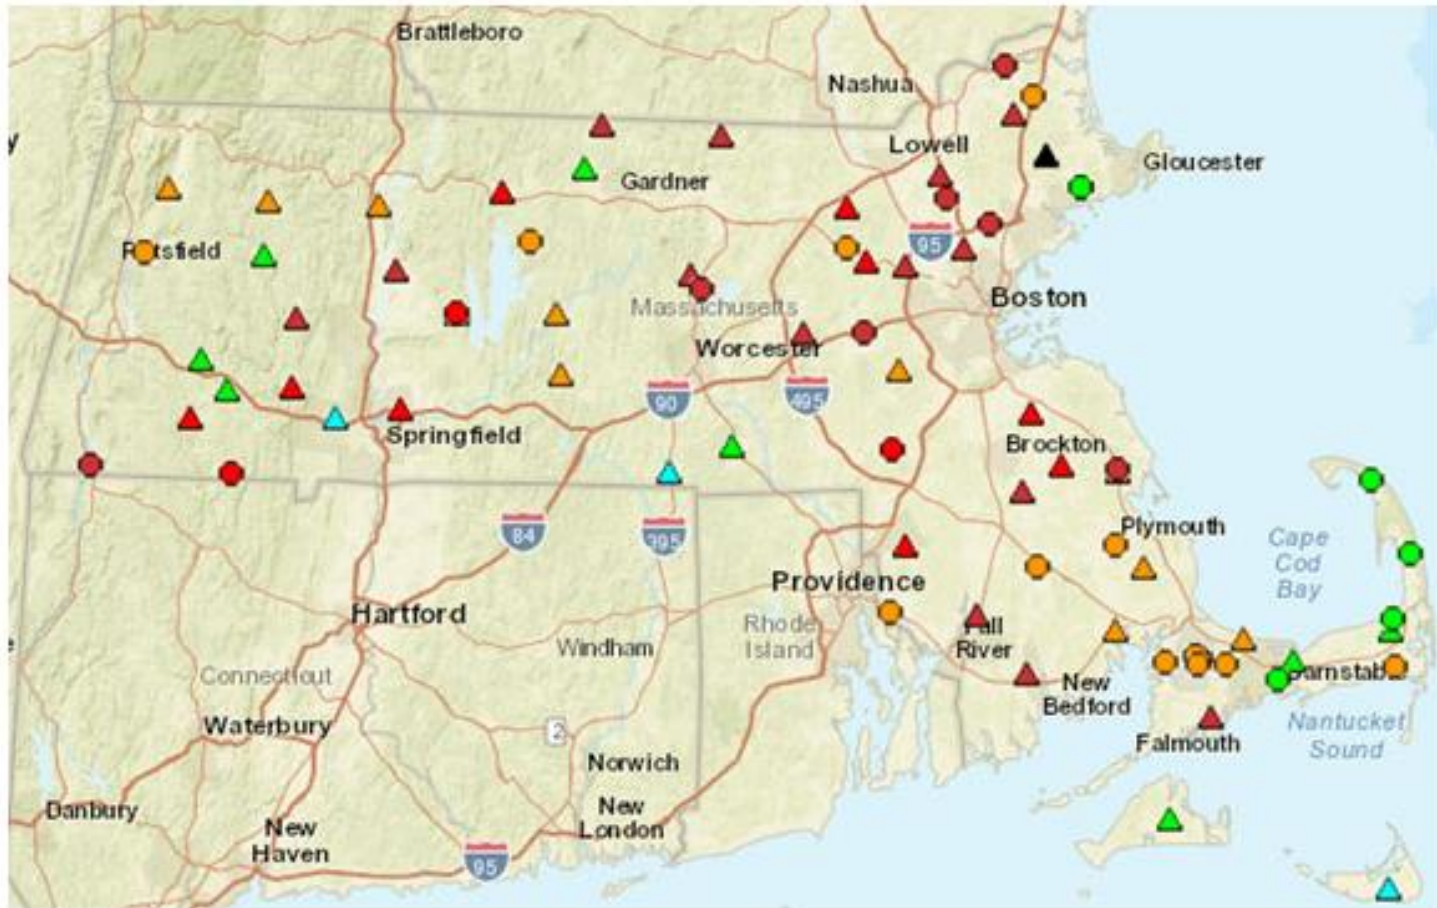 Brattleboro
Nashua
Lowell
Gloucester
y
Gardner
Pittsfield
95
Boston
Massachusetts
Worcester
90
495
Springfield
Brockton
84
395
Plymouth
Cape
Cod
Bay
Providence
Hartford
Rhode
Island
Windham
Fall
River
Connecticut
Barnstable
New
Bedford
Waterbury
2
Nantucket
Sound
Falmouth
Norwich
Danbury
New
London
New
Haven
95